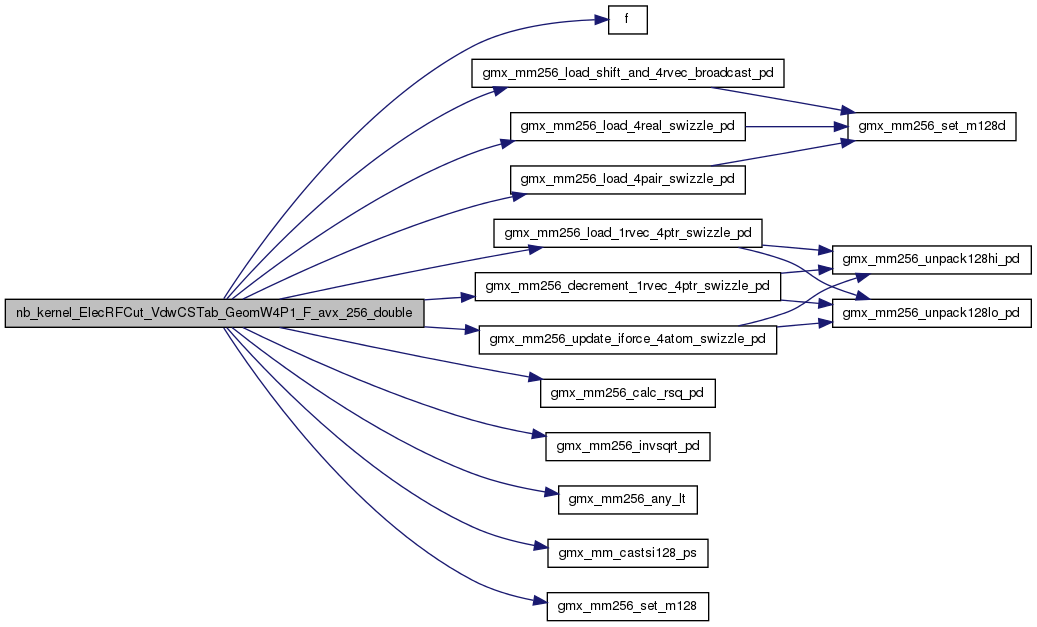 f
gmx_mm256_load_shift_and_4rvec_broadcast_pd
gmx_mm256_load_4real_swizzle_pd
gmx_mm256_set_m128d
gmx_mm256_load_4pair_swizzle_pd
gmx_mm256_load_1rvec_4ptr_swizzle_pd
gmx_mm256_unpack128hi_pd
gmx_mm256_decrement_1rvec_4ptr_swizzle_pd
nb_kernel_ElecRFCut_VdwCSTab_GeomW4P1_F_avx_256_double
gmx_mm256_unpack128lo_pd
gmx_mm256_update_iforce_4atom_swizzle_pd
gmx_mm256_calc_rsq_pd
gmx_mm256_invsqrt_pd
gmx_mm256_any_lt
gmx_mm_castsi128_ps
gmx_mm256_set_m128